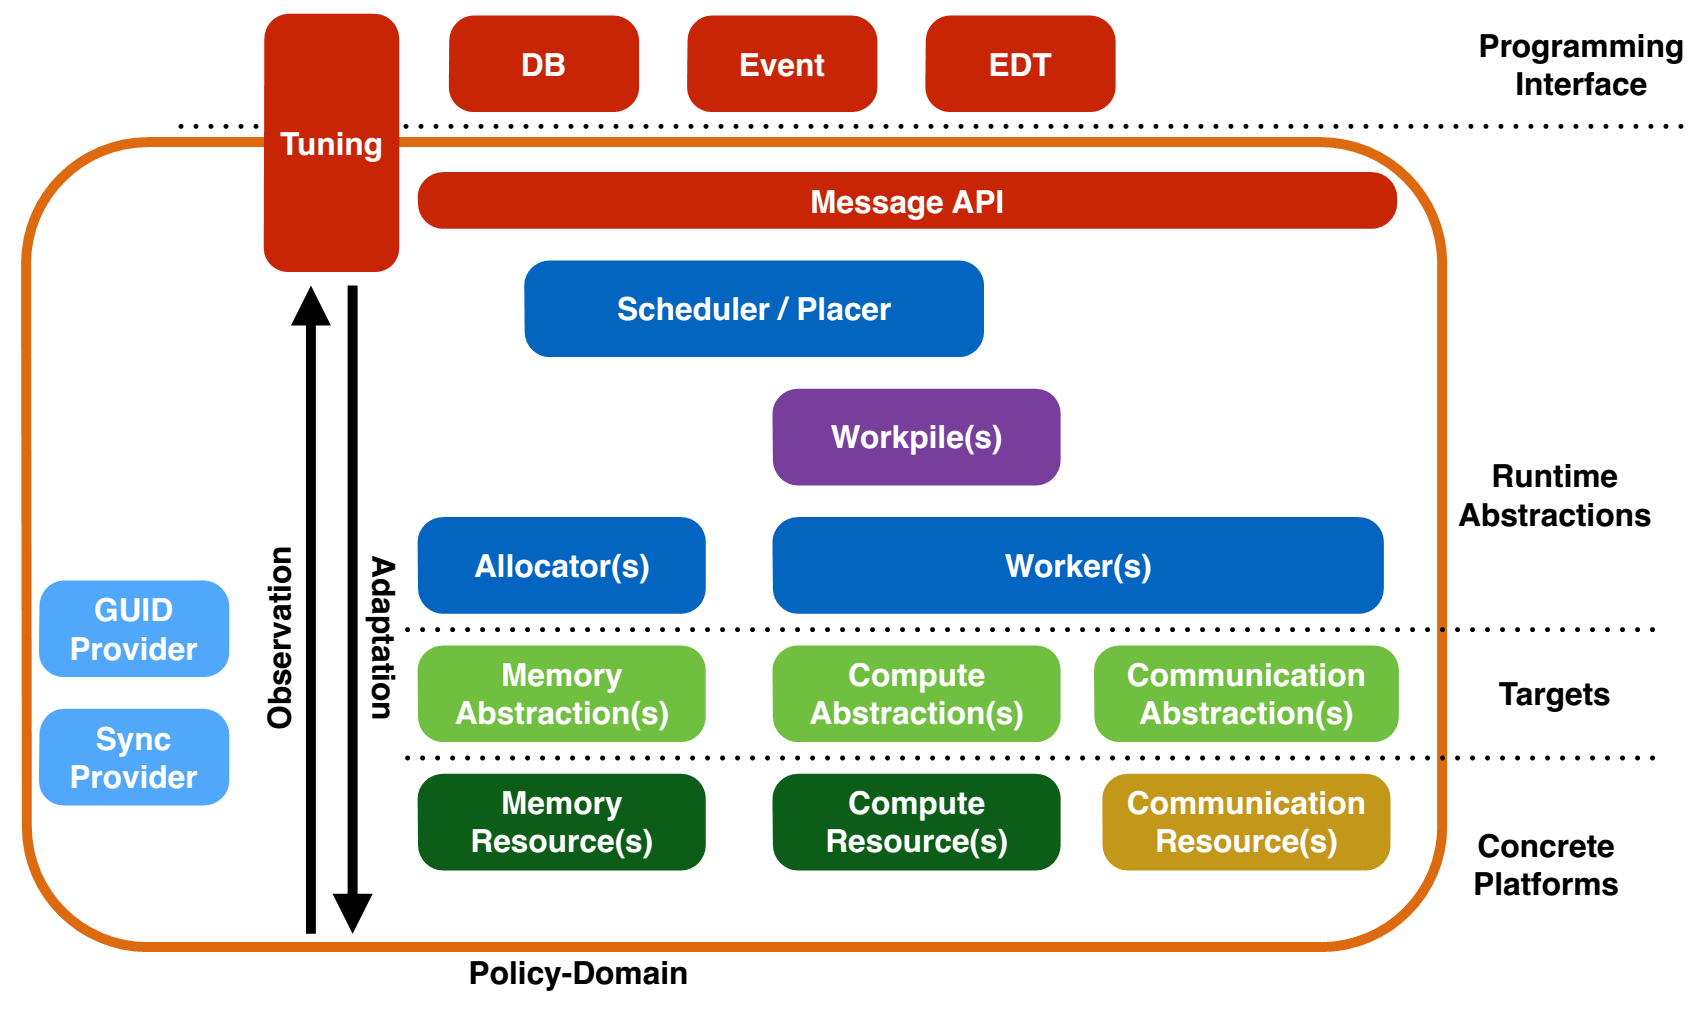 DB
Event
EDT
Programming
Interface
Tuning
Message API
Scheduler / Placer
Workpile(s)
Runtime
Abstractions
Allocator(s)
Worker(s)
Observation
Adaptation
GUID
Provider
Sync
Provider
Memory
Abstraction(s)
Compute
Abstraction(s)
Communication
Abstraction(s)
Targets
Memory
Resource(s)
Compute
Resource(s)
Communication
Resource(s)
Concrete
Platforms
Policy-Domain